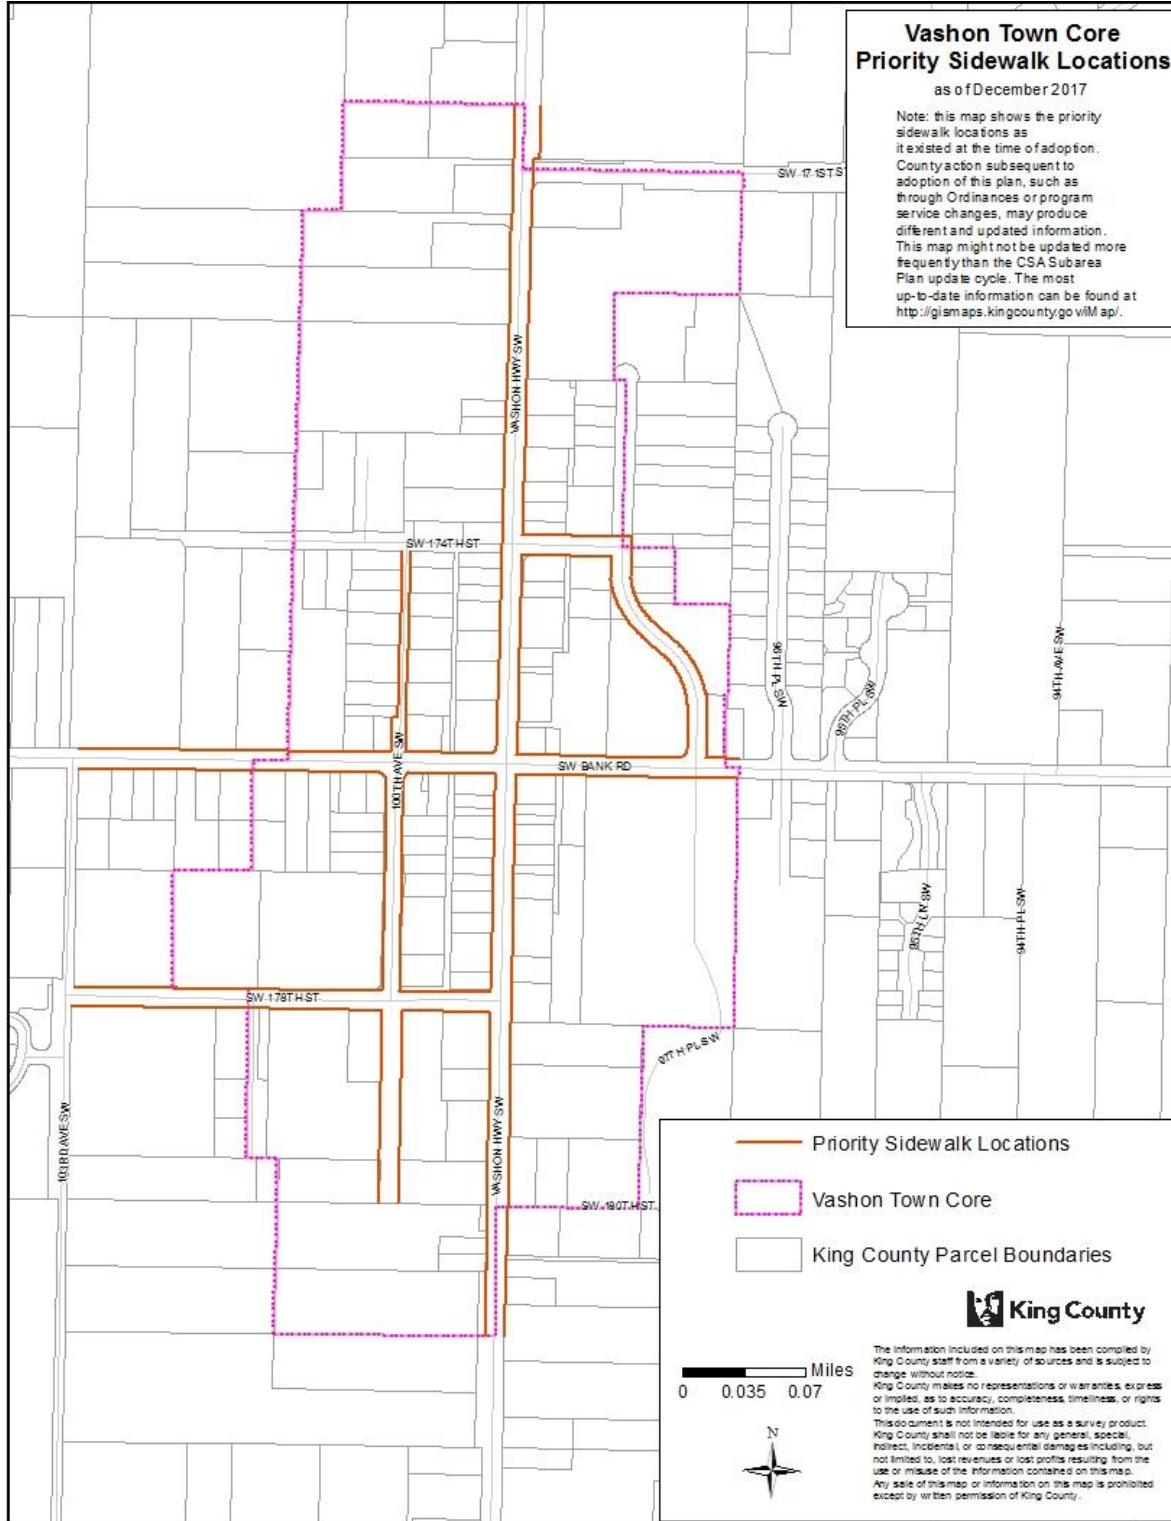 Vashon Town Core
Priority Sidewalk Locations
as of December 2017
Note: this map shows the priority
sidewalk locations as
it existed at the time of adoption.
County action subsequent to
adoption of this plan, such as
through Ordinances or program
service changes, may produce
different and updated information.
This map might not be updated more
frequently than the CSA Subarea
Plan update cycle. The most
up-to-date information can be found at
http://gismaps.kingcounty.gov/iMap/.
SW 171ST ST
VASHON HWY SW
SW 174TH ST
96TH PL SW
95TH PL SW
94TH AVE SW
100TH AVE SW
SW BANK RD
95TH LN SW
94TH PL SW
SW 178TH ST
97TH PL SW
103RD AVE SW
VASHON HWY SW
SW 180TH ST
Priority Sidewalk Locations
Vashon Town Core
King County Parcel Boundaries
King County
Miles
0 0.035 0.07
N
The information included on this map has been compiled by
King County staff from a variety of sources and is subject to
change without notice.
King County makes no representations or warranties, express
or implied, as to accuracy, completeness, timeliness, or rights
to the use of such information.
This document is not intended for use as a survey product.
King County shall not be liable for any general, special,
indirect, incidental, or consequential damages including, but
not limited to, lost revenues or lost profits resulting from the
use or misuse of the information contained on this map.
Any sale of this map or information on this map is prohibited
except by written permission of King County.